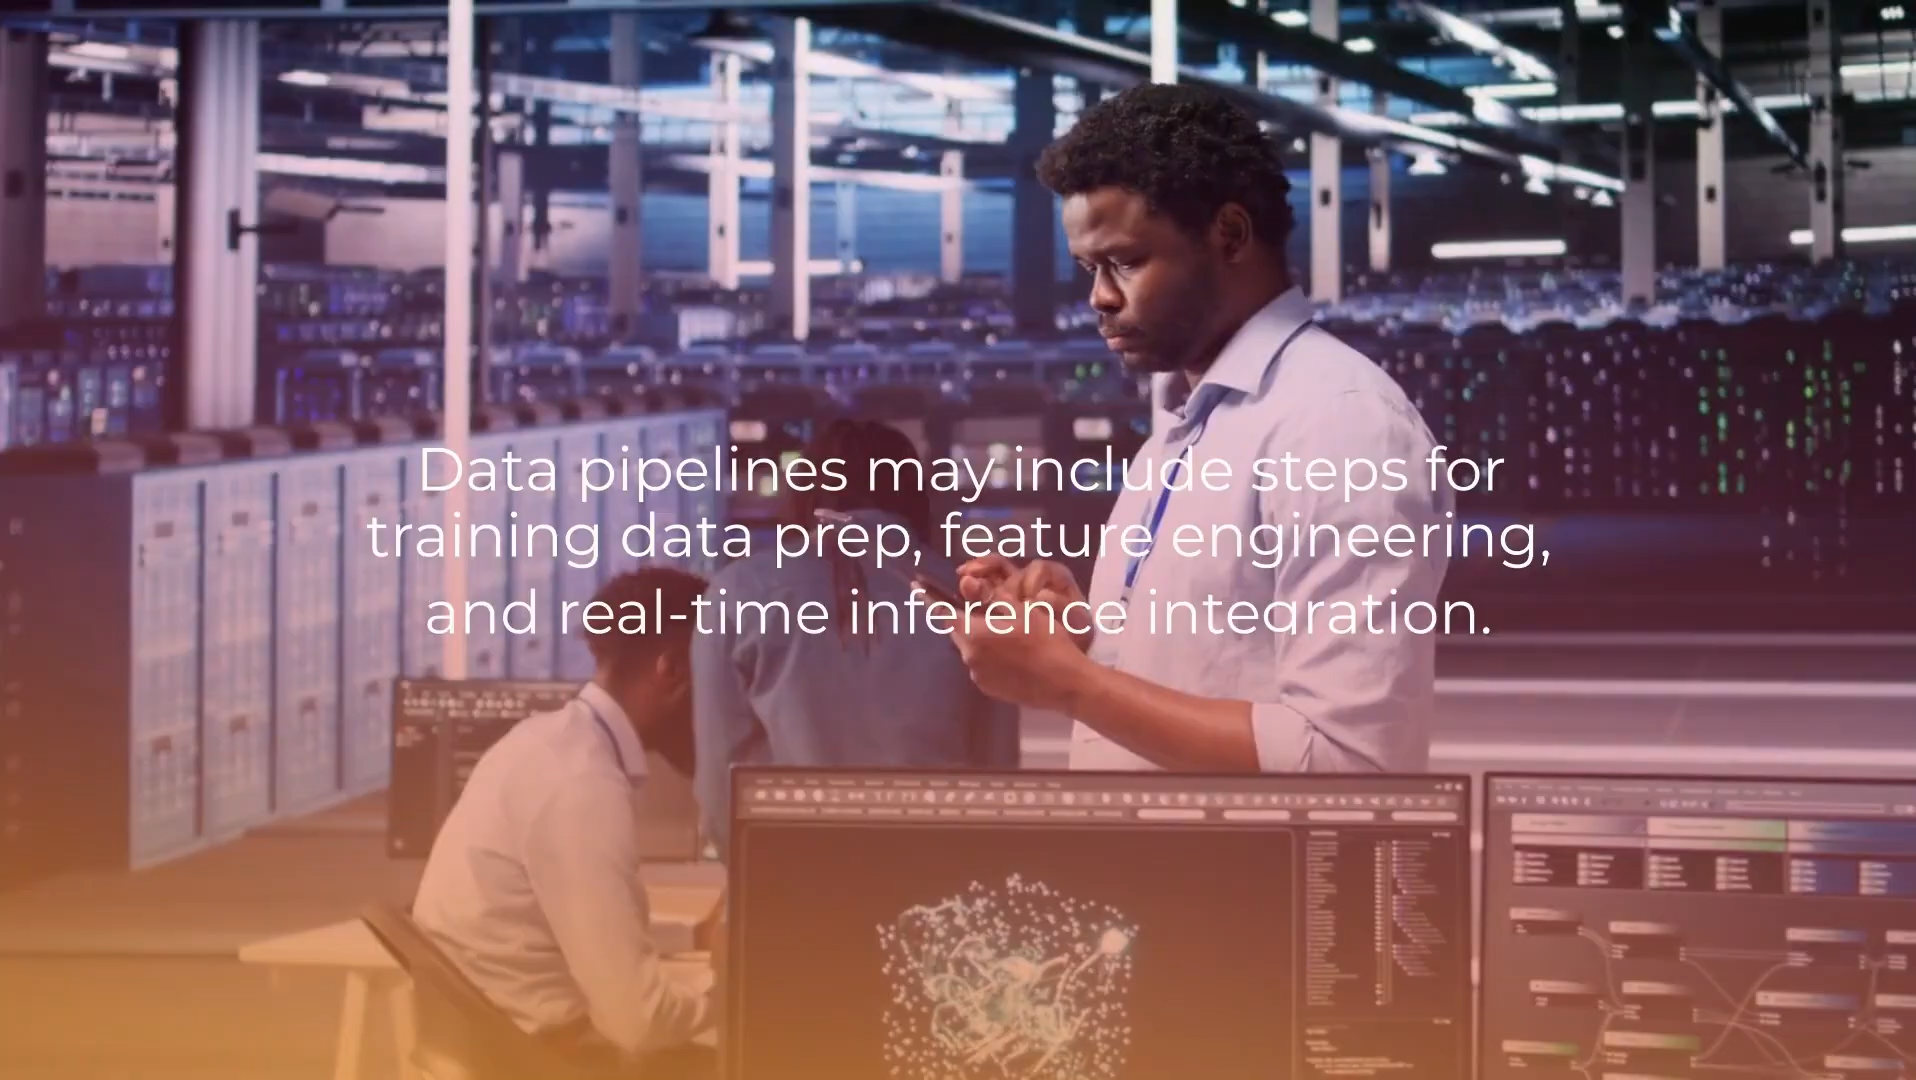 Data pipelines may include steps for
training data prep, feature engineering,
and real-time inference integration.